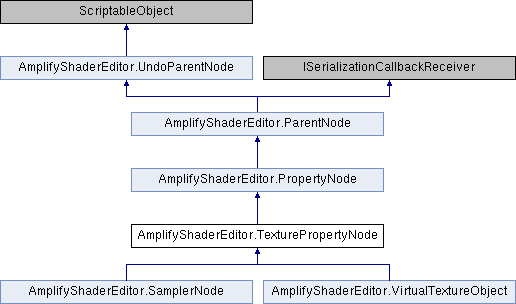 ScriptableObject
AmplifyShaderEditor.UndoParentNode
ISerializationCallbackReceiver
AmplifyShaderEditor.ParentNode
AmplifyShaderEditor.PropertyNode
AmplifyShaderEditor.TexturePropertyNode
AmplifyShaderEditor.SamplerNode
AmplifyShaderEditor.VirtualTextureObject